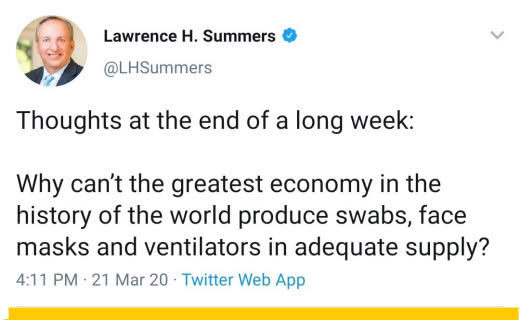 Lawrence H. Summers
@LHSummers
Thoughts at the end of a long week:
Why can’t the greatest economy in the
history of the world produce swabs, face
masks and ventilators in adequate supply?
4:11 PM · 21 Mar 20 · Twitter Web App